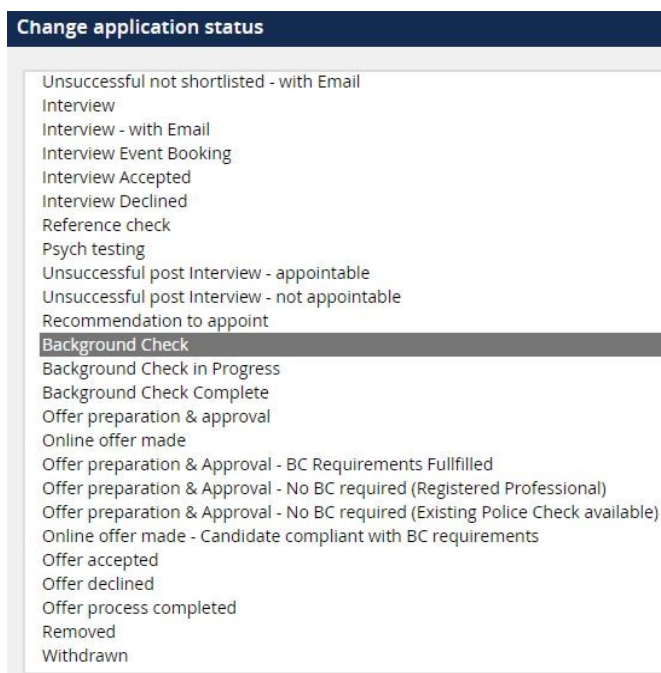 Change application status
Unsuccessful not shortlisted - with Email
Interview
Interview - with Email
Interview Event Booking
Interview Accepted
Interview Declined
Reference check
Psych testing
Unsuccessful post Interview - appointable
Unsuccessful post Interview - not appointable
Recommendation to appoint
Background Check
Background Check in Progress
Background Check Complete
Offer preparation & approval
Online offer made
Offer preparation & Approval - BC Requirements Fullfilled
Offer preparation & Approval - No BC required (Registered Professional)
Offer preparation & Approval - No BC required (Existing Police Check available)
Online offer made - Candidate compliant with BC requirements
Offer accepted
Offer declined
Offer process completed
Removed
Withdrawn